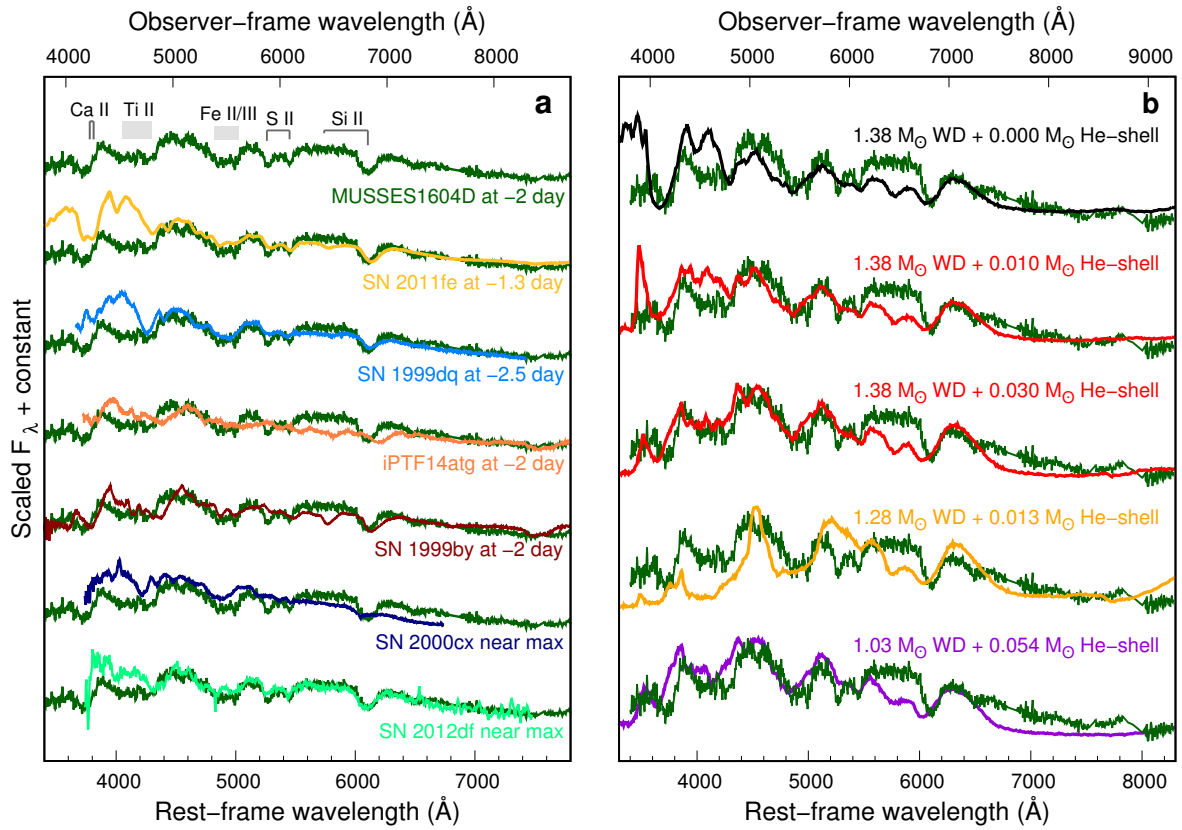 Observer−frame wavelength (Å)
4000 5000 6000 7000 8000
a
Ca II Ti II Fe II/III S II Si II
MUSSES1604D at −2 day
SN 2011fe at −1.3 day
SN 1999dq at −2.5 day
iPTF14atg at −2 day
SN 1999by at −2 day
SN 2000cx near max
SN 2012df near max
4000 5000 6000 7000
Rest−frame wavelength (Å)
Scaled F λ + constant
Observer−frame wavelength (Å)
4000 5000 6000 7000 8000 9000
b
1.38 M⊙ WD + 0.000 M⊙ He−shell
1.38 M⊙ WD + 0.010 M⊙ He−shell
1.38 M⊙ WD + 0.030 M⊙ He−shell
1.28 M⊙ WD + 0.013 M⊙ He−shell
1.03 M⊙ WD + 0.054 M⊙ He−shell
4000 5000 6000 7000 8000
Rest−frame wavelength (Å)